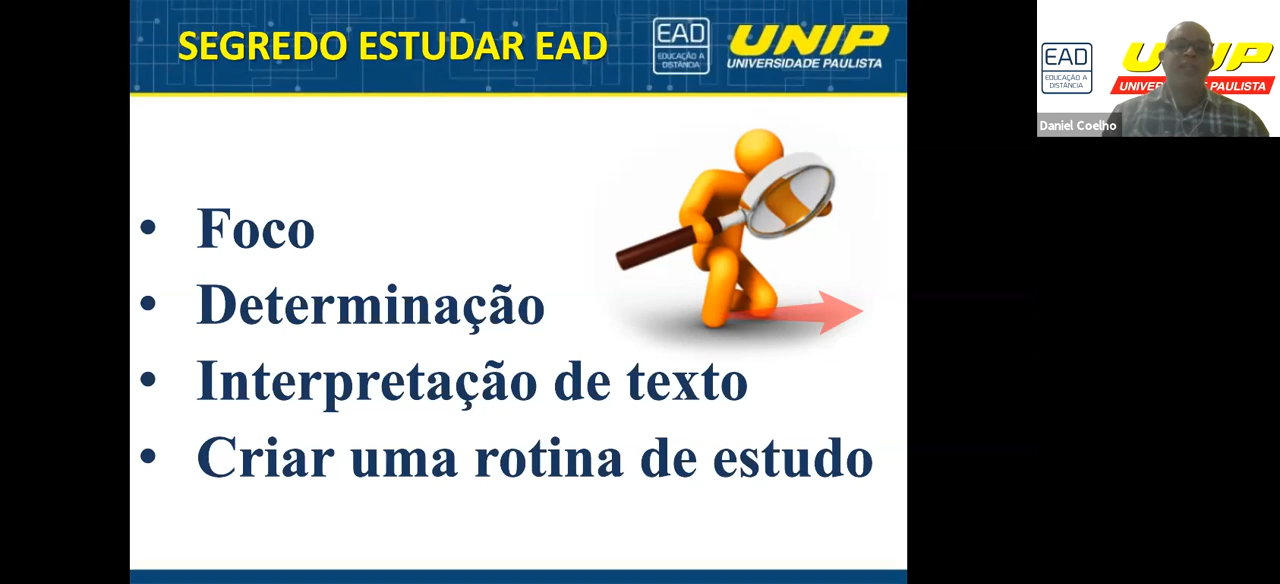 SEGREDO ESTUDAR EAD
EAD
EDUCAÇÃO A
DISTÂNCIA
UNIP
UNIVERSIDADE PAULISTA
• Foco
• Determinação
• Interpretação de texto
• Criar uma rotina de estudo
EAD
EDUCAÇÃO A
DISTÂNCIA
Daniel Coelho